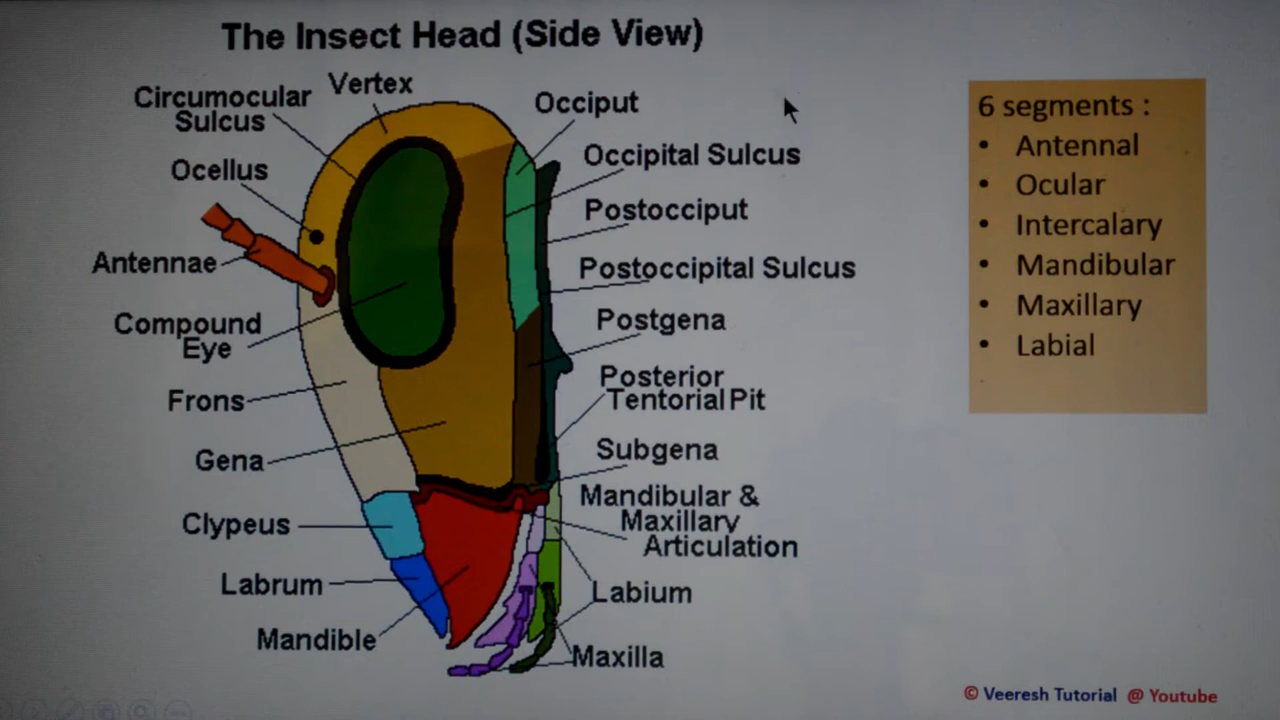 The Insect Head (Side View)
Circumocular
Sulcus
Vertex
Occiput
Ocellus
Occipital Sulcus
Postocciput
Antennae
Postoccipital Sulcus
Compound
Eye
Postgena
Frons
Posterior
Tentorial Pit
Gena
Subgena
Clypeus
Mandibular &
Maxillary
Articulation
Labrum
Labium
Mandible
Maxilla
6 segments :
• Antennal
• Ocular
• Intercalary
• Mandibular
• Maxillary
• Labial
© Veeresh Tutorial @ Youtube